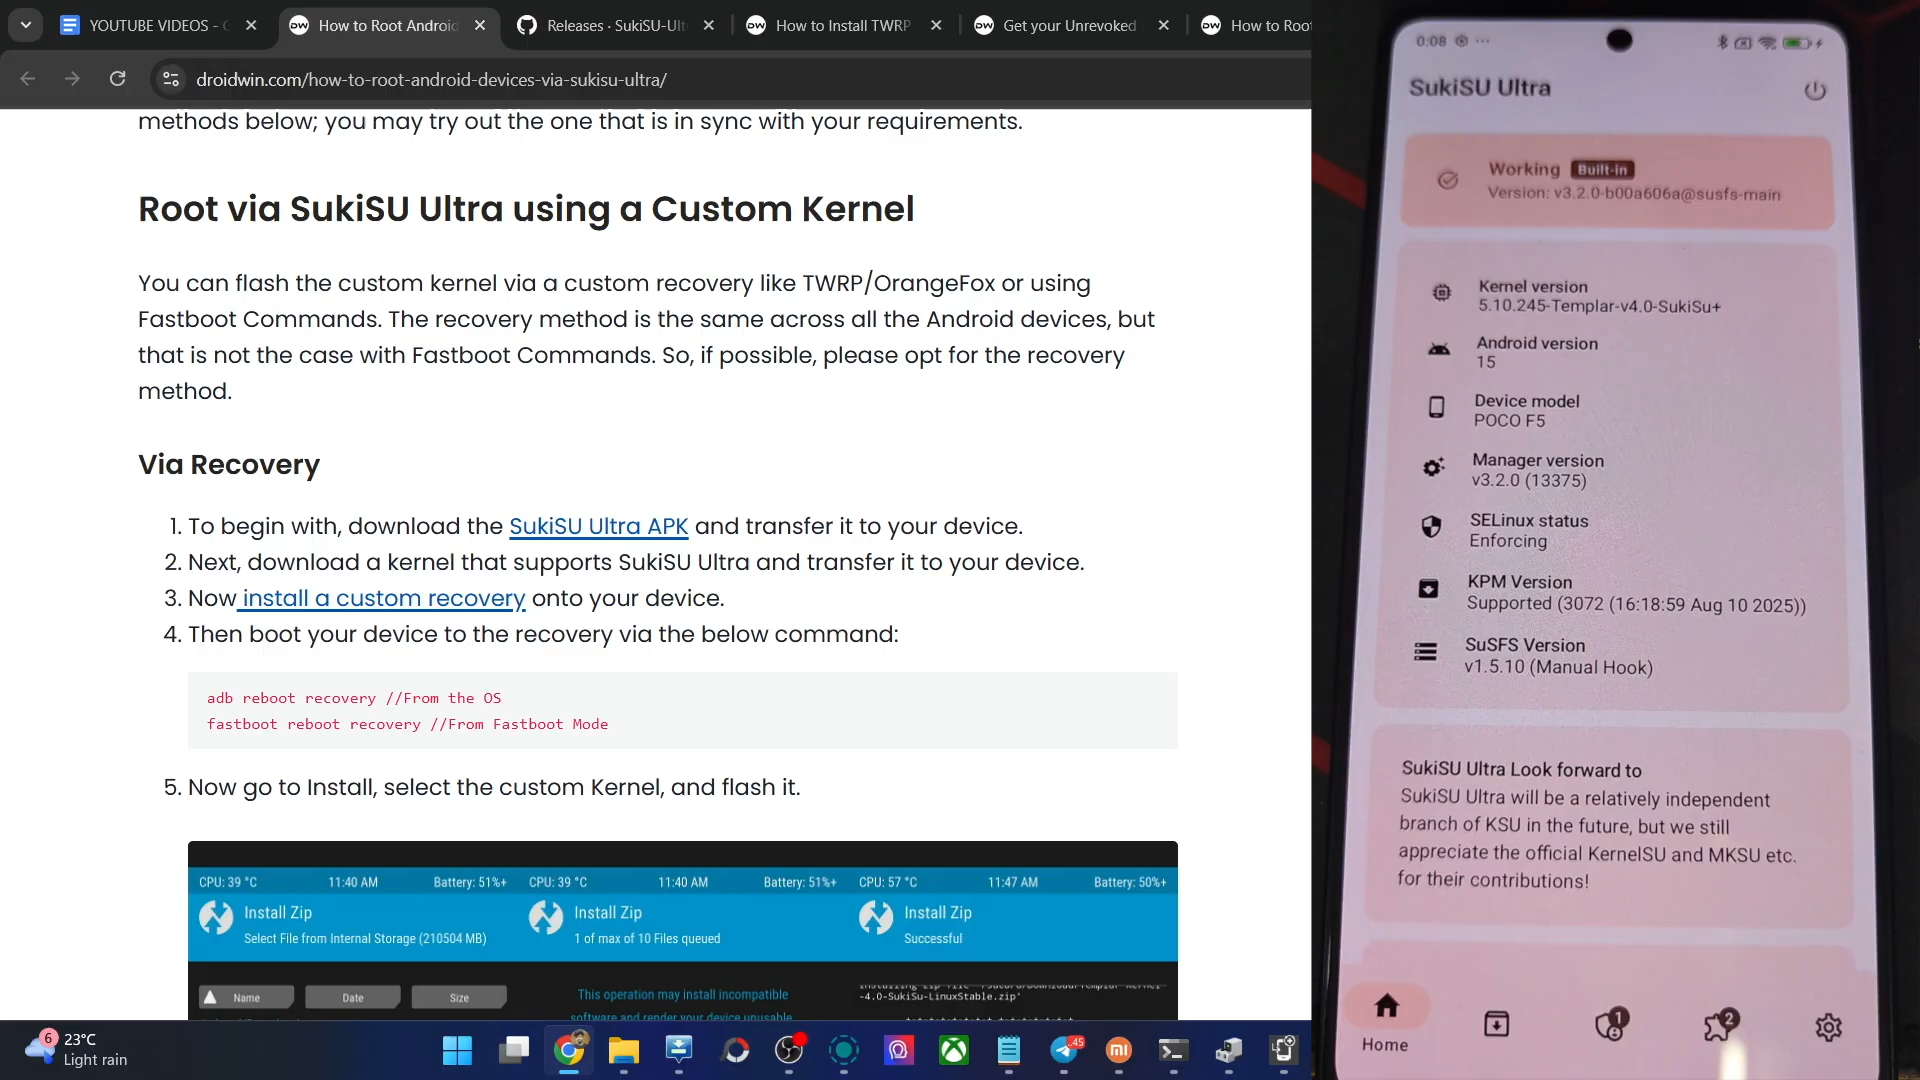 YOUTUBE VIDEOS -
How to Root Android
Releases · SukiSU-Ult
How to Install TWRP
Get your Unrevoked
How to Root
droidwin.com/how-to-root-android-devices-via-sukisu-ultra/
methods below; you may try out the one that is in sync with your requirements.
Root via SukiSU Ultra using a Custom Kernel
You can flash the custom kernel via a custom recovery like TWRP/OrangeFox or using
Fastboot Commands. The recovery method is the same across all the Android devices, but
that is not the case with Fastboot Commands. So, if possible, please opt for the recovery
method.
Via Recovery
1. To begin with, download the SukiSU Ultra APK and transfer it to your device.
2. Next, download a kernel that supports SukiSU Ultra and transfer it to your device.
3. Now install a custom recovery onto your device.
4. Then boot your device to the recovery via the below command:
adb reboot recovery //From the OS
fastboot reboot recovery //From Fastboot Mode
5. Now go to Install, select the custom Kernel, and flash it.
CPU: 39 °C 11:40 AM Battery: 51%+
Install Zip
Select File from Internal Storage (210504 MB)
Name Date Size
CPU: 39 °C 11:40 AM Battery: 51%+
Install Zip
1 of max of 10 Files queued
This operation may install incompatible
software and render your device unusable
CPU: 57 °C 11:47 AM Battery: 50%+
Install Zip
Successful
-4.0-SukiSu-LinuxStable.zip'
6
23°C
Light rain
.45
0:08
SukiSU Ultra
Working Built-in
Version: v3.2.0-b00a606a@susfs-main
Kernel version
5.10.245-Templar-v4.0-SukiSu+
Android version
15
Device model
POCO F5
Manager version
v3.2.0 (13375)
SELinux status
Enforcing
KPM Version
Supported (3072 (16:18:59 Aug 10 2025))
SuSFS Version
v1.5.10 (Manual Hook)
SukiSU Ultra Look forward to
SukiSU Ultra will be a relatively independent
branch of KSU in the future, but we still
appreciate the official KernelSU and MKSU etc.
for their contributions!
1
2
Home